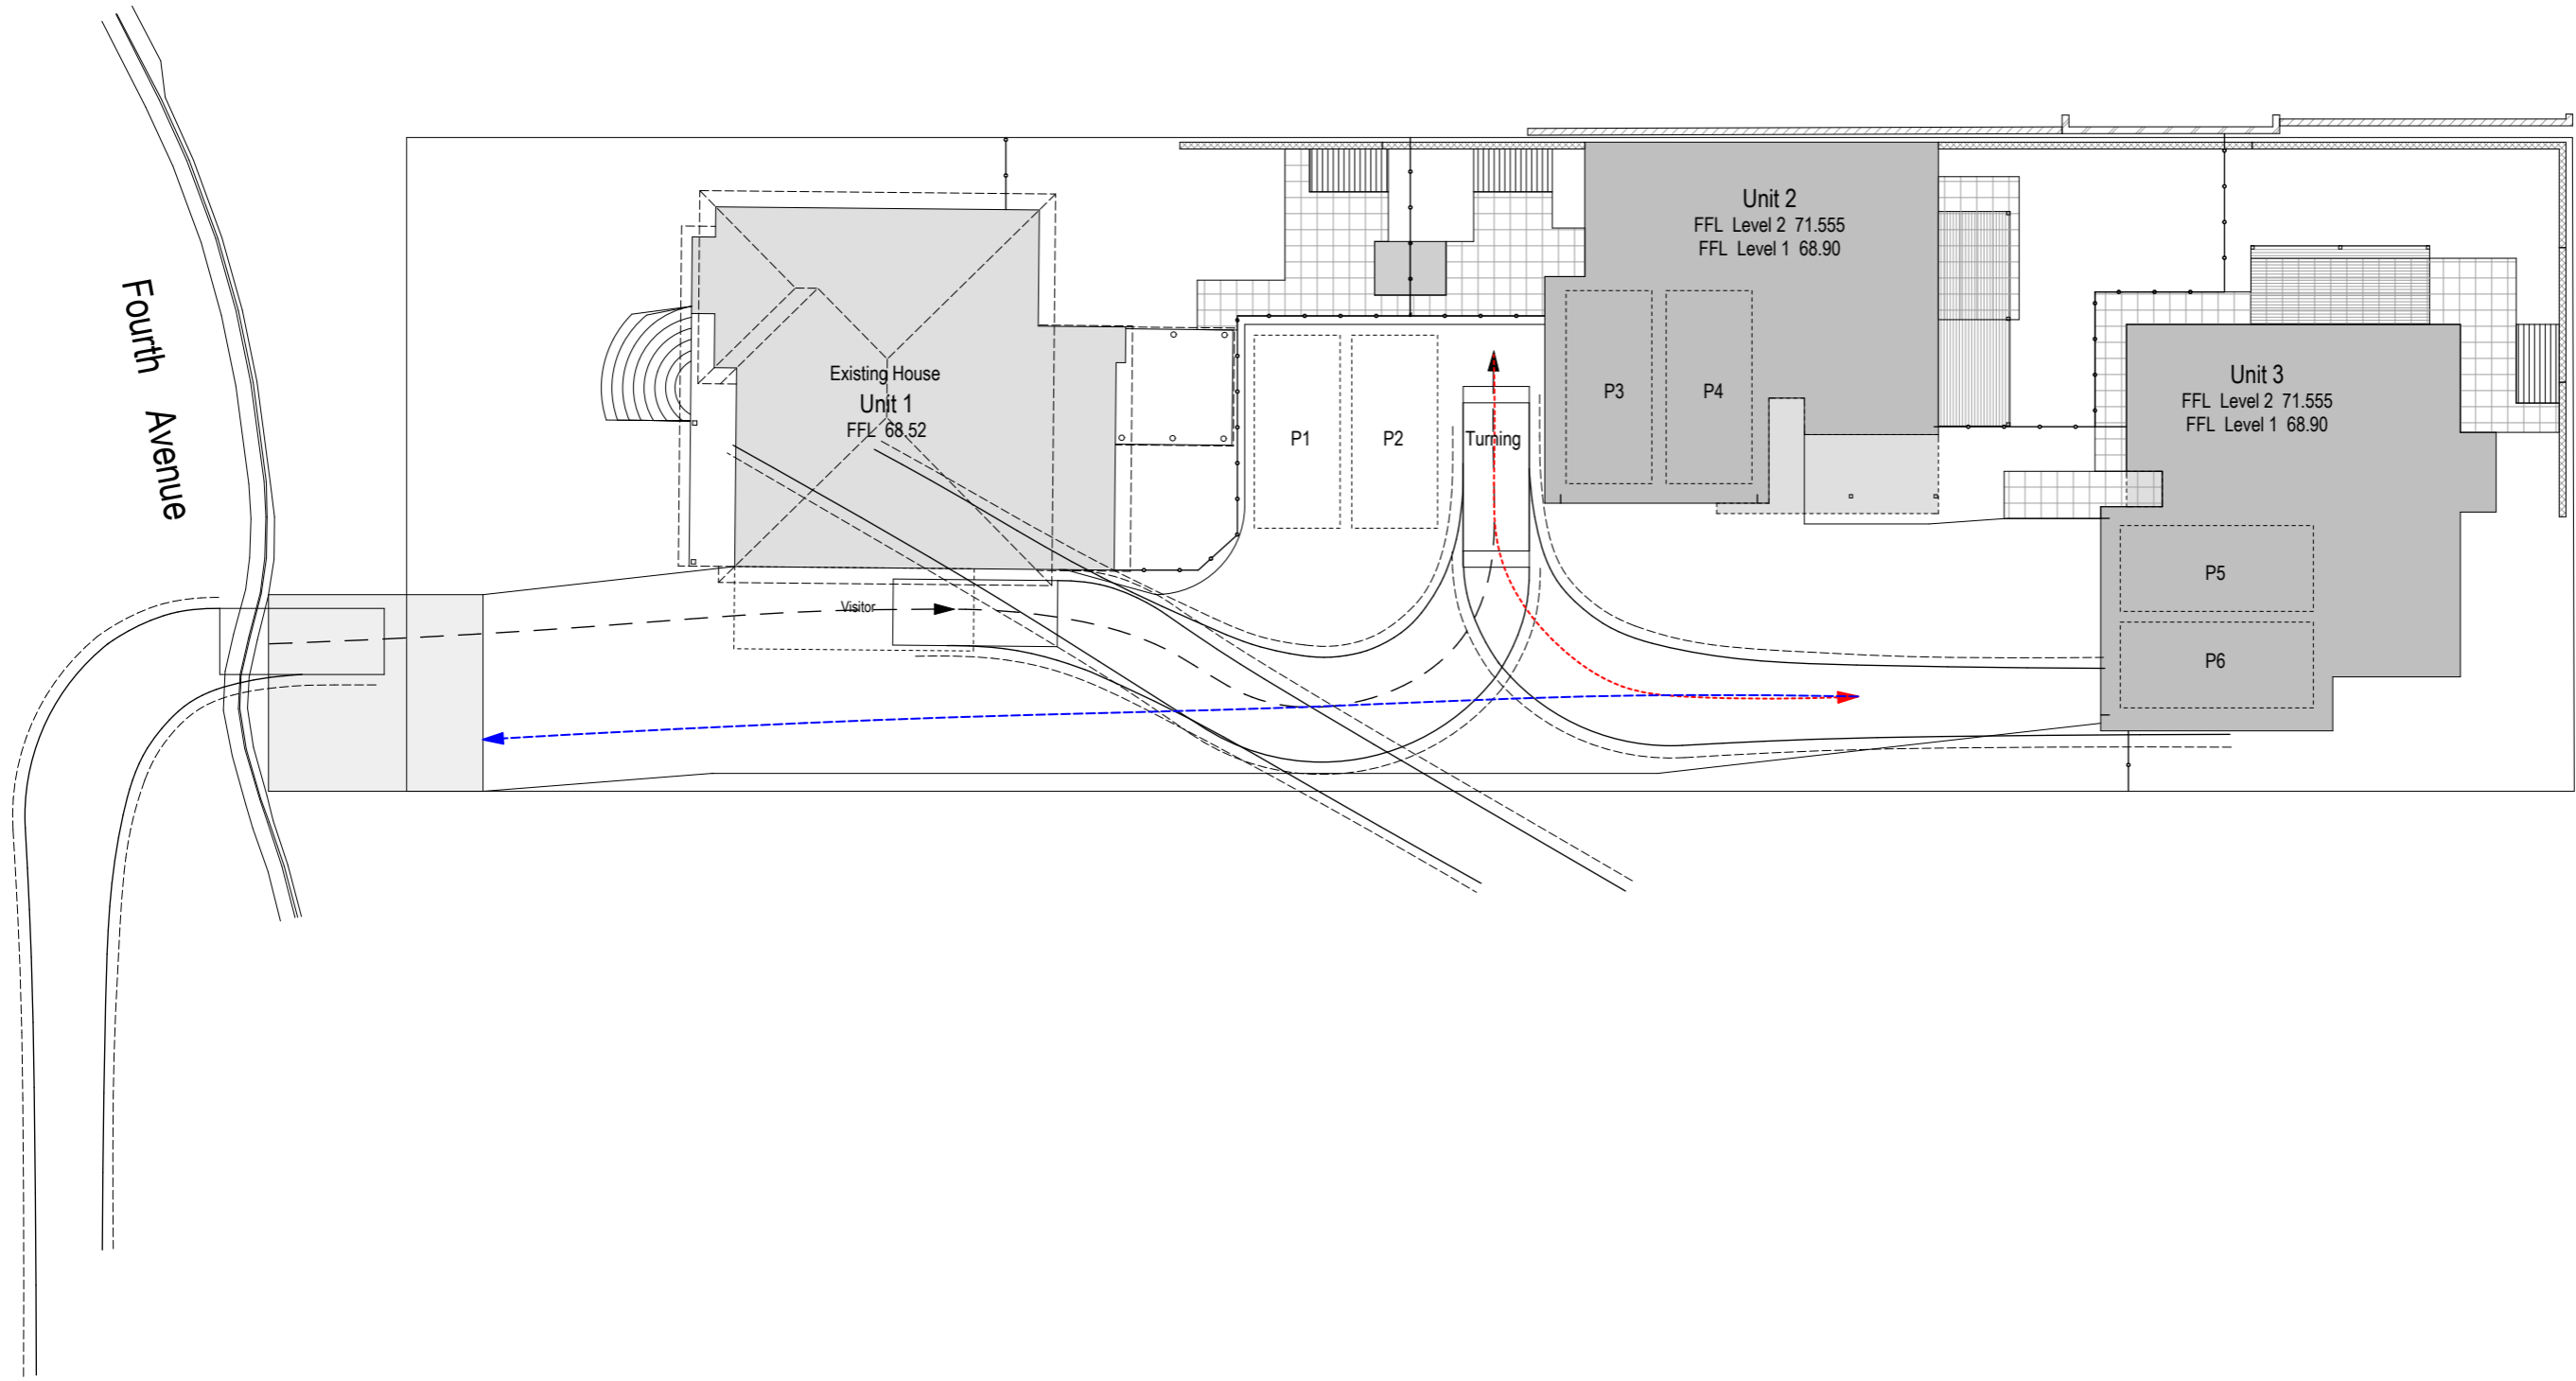 Fourth Avenue
Existing House
Unit 1
FFL 68.52
Visitor
P1
P2
Turning
Unit 2
FFL Level 2 71.555
FFL Level 1 68.90
P3
P4
Unit 3
FFL Level 2 71.555
FFL Level 1 68.90
P5
P6